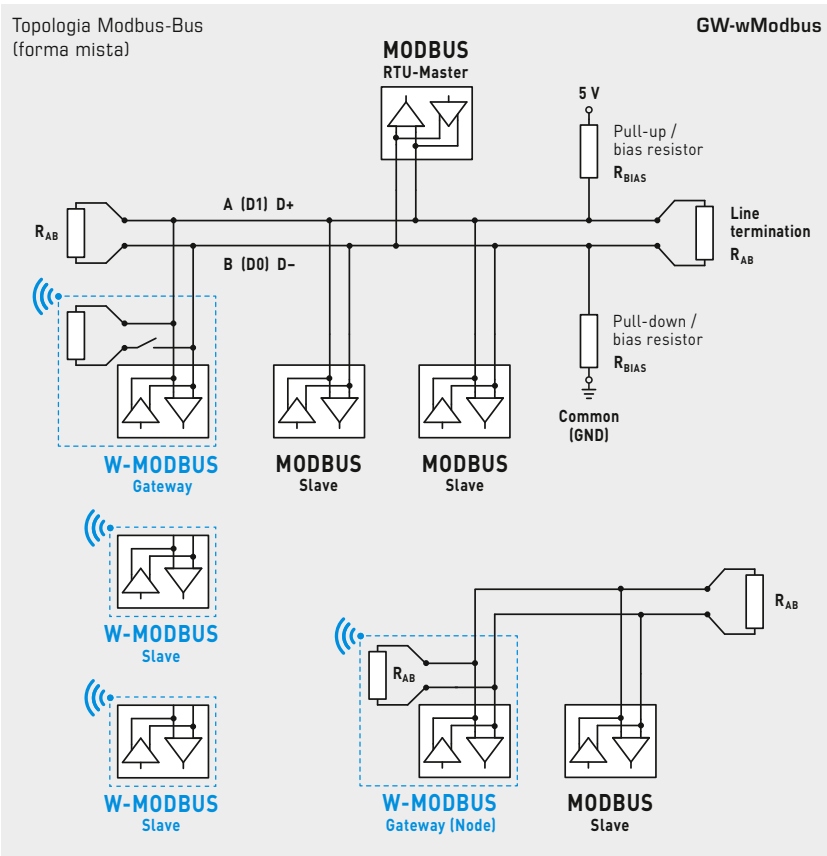 Topologia Modbus-Bus
(forma mista)
GW-wModbus
MODBUS
RTU-Master
5 V
Pull-up /
bias resistor
RBIAS
A (D1) D+
RAB
B (D0) D–
Line
termination
RAB
Pull-down /
bias resistor
RBIAS
Common
(GND)
W-MODBUS
Gateway
MODBUS
Slave
MODBUS
Slave
W-MODBUS
Slave
RAB
RAB
W-MODBUS
Slave
W-MODBUS
Gateway (Node)
MODBUS
Slave